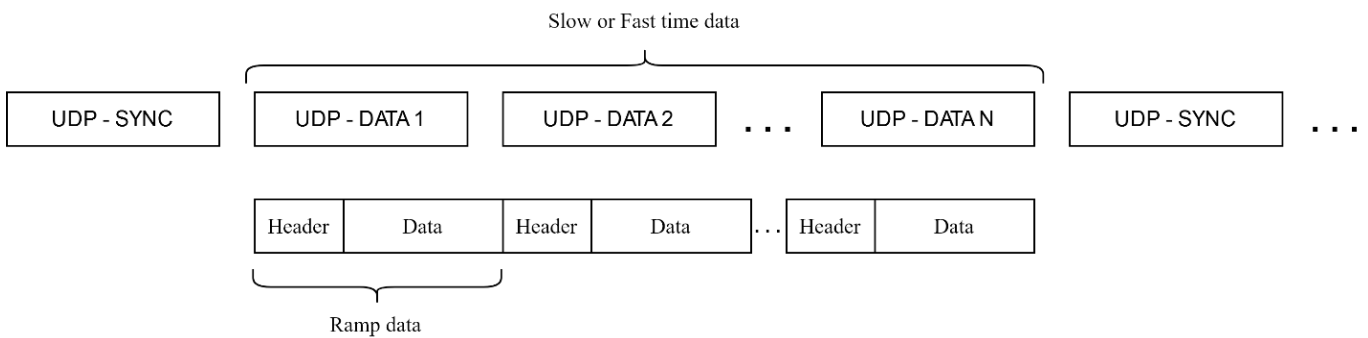 Slow or Fast time data
UDP - SYNC UDP - DATA 1 UDP - DATA 2 ... UDP - DATA N UDP - SYNC ...
Header Data Header Data ... Header Data
Ramp data